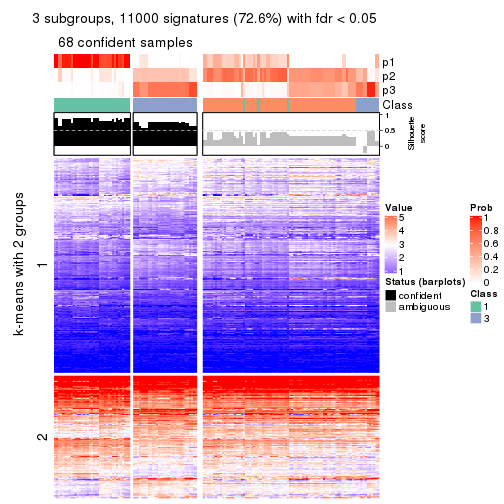 3 subgroups, 11000 signatures (72.6%) with fdr < 0.05
68 confident samples
p1
p2
p3
Class
1
0.5
0
Silhouette
score
k-means with 2 groups
1
2
Value
5
4
3
2
1
Prob
1
0.8
0.6
0.4
0.2
0
Status (barplots)
confident
ambiguous
Class
1
3